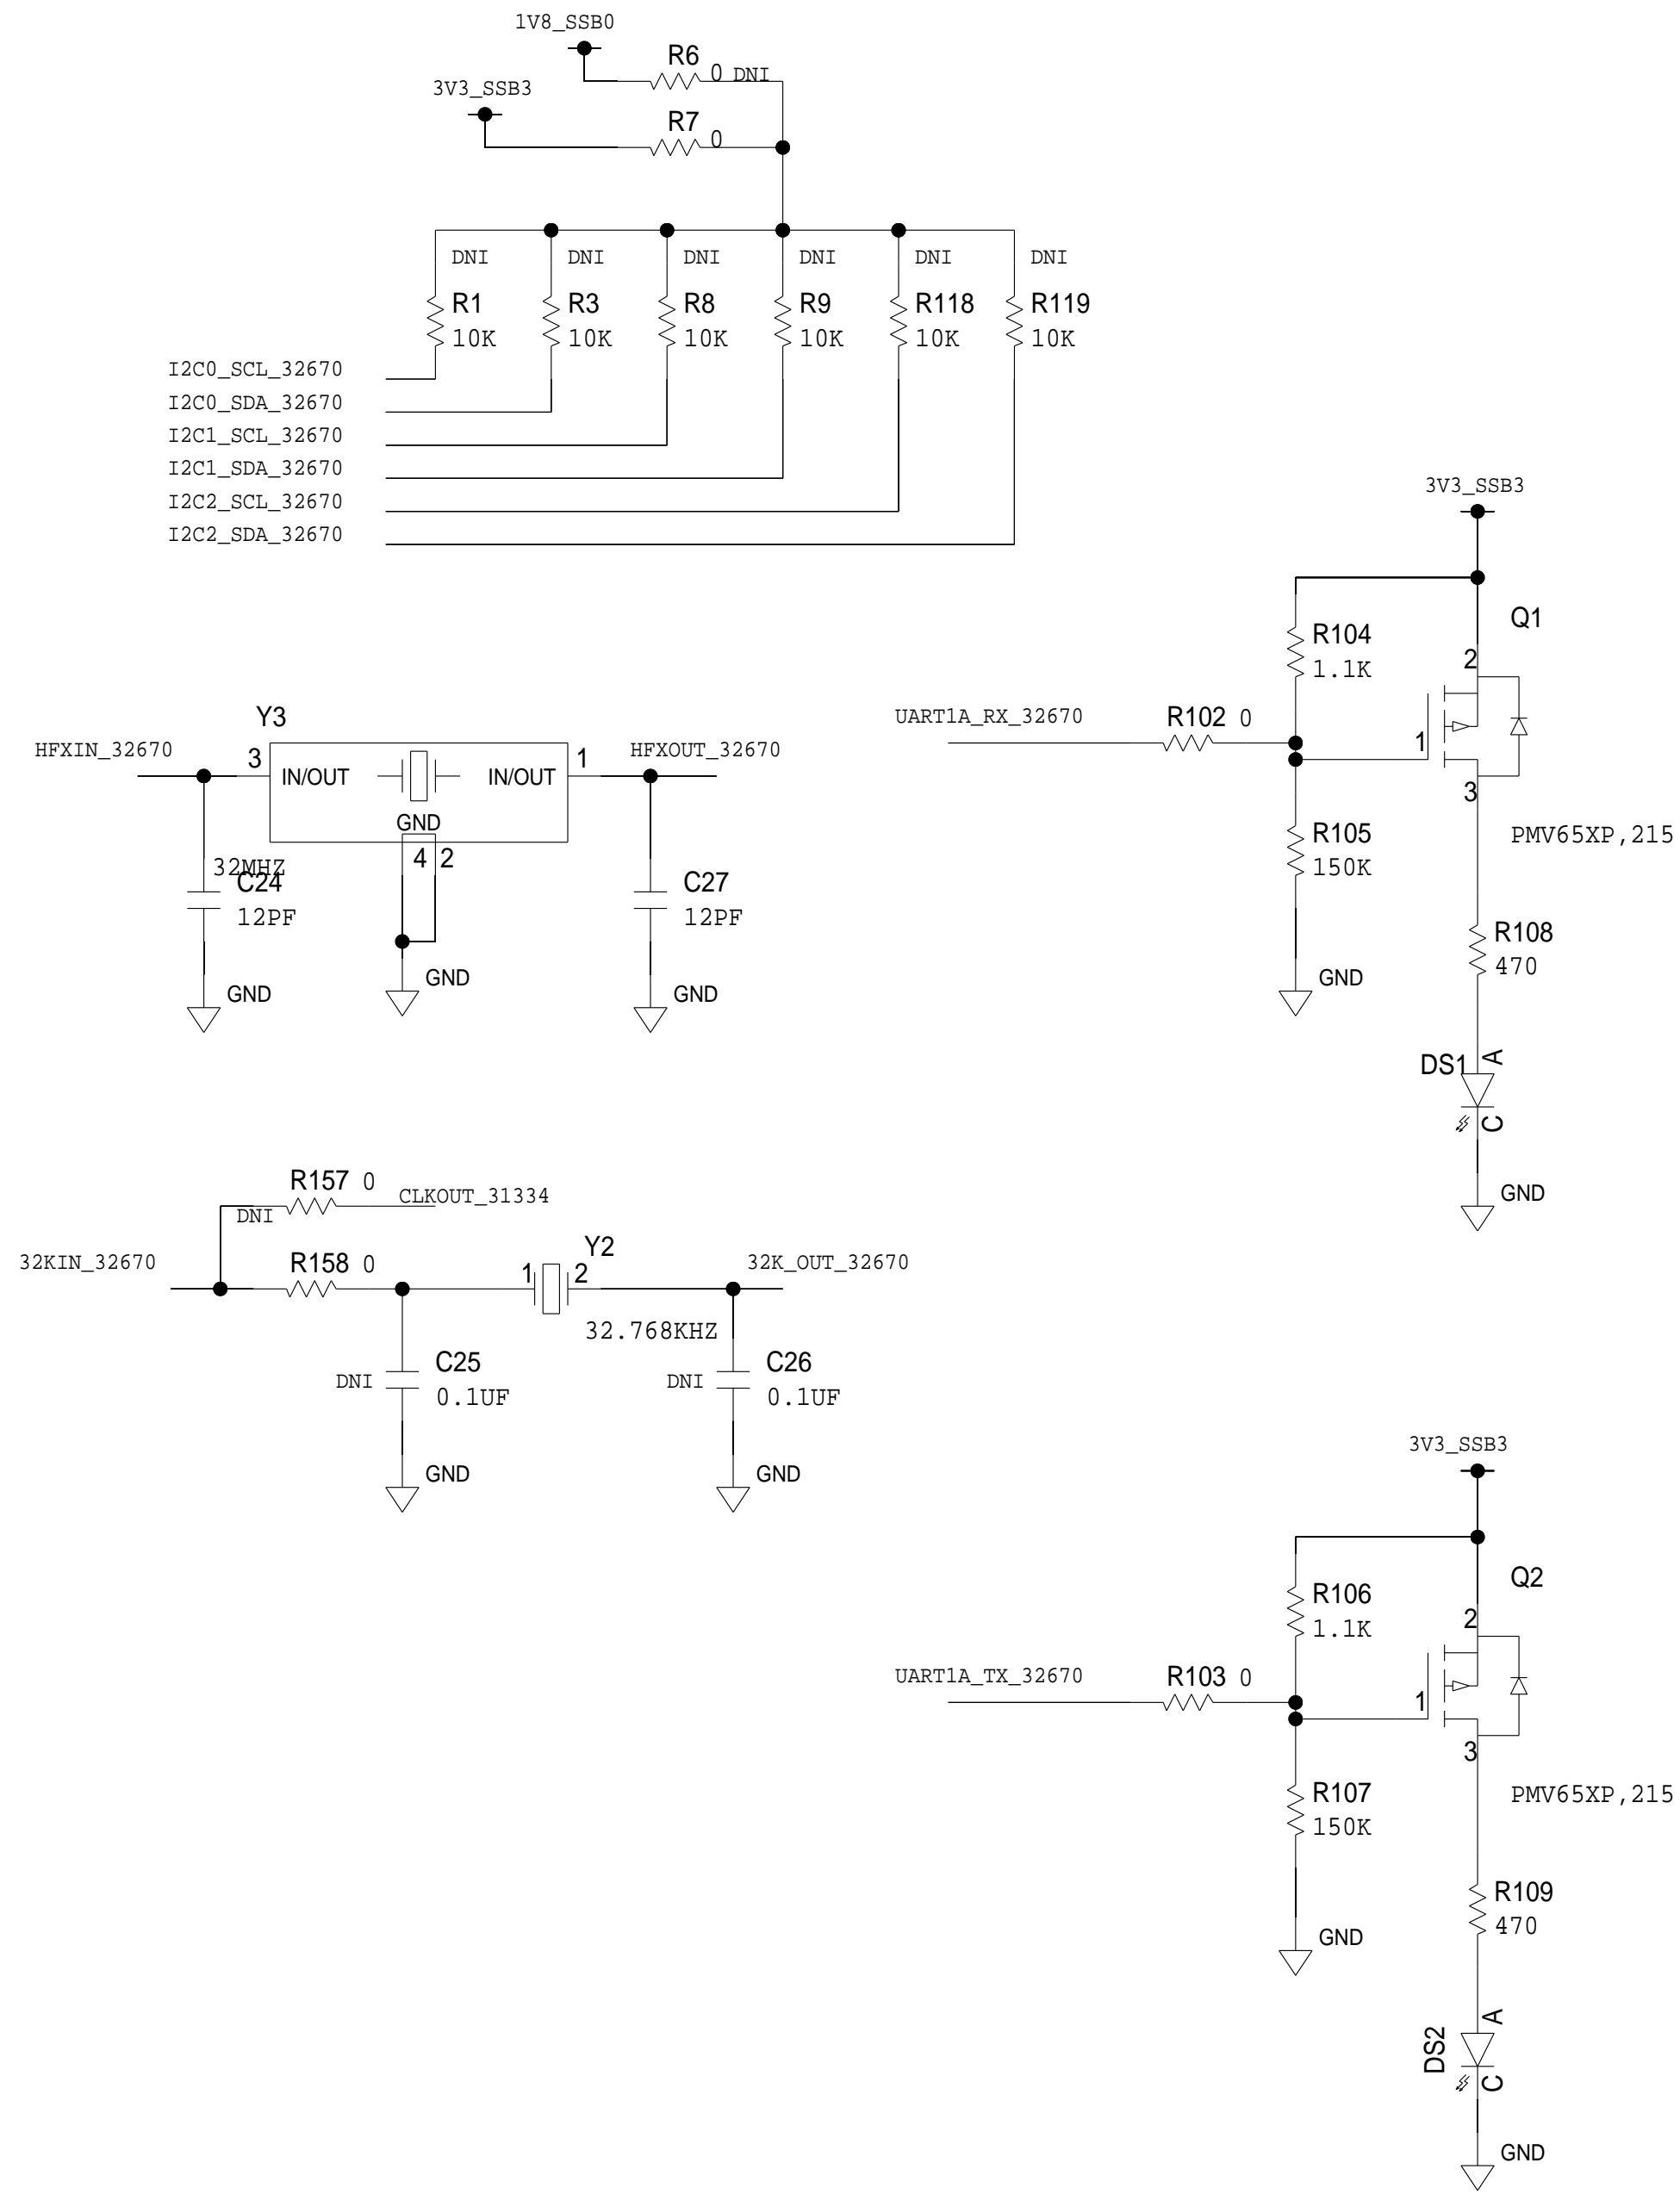 1V8_SSB0
R6 0 DNI
3V3_SSB3
R7 0
DNI DNI DNI DNI DNI DNI
R1 R3 R8 R9 R118 R119
10K 10K 10K 10K 10K 10K
I2C0_SCL_32670
I2C0_SDA_32670
I2C1_SCL_32670
I2C1_SDA_32670
I2C2_SCL_32670
I2C2_SDA_32670
Y3
HFXIN_32670 3 IN/OUT IN/OUT 1 HFXOUT_32670
GND
4 2
32MHZ
C24 C27
12PF 12PF
GND
GND GND
R157 0 CLKOUT_31334
DNI
32KIN_32670 R158 0 1 Y2 2 32K_OUT_32670
32.768KHZ
C25 C26
DNI DNI
0.1UF 0.1UF
GND GND
3V3_SSB3
Q1
R104 2
1.1K
UART1A_RX_32670 R102 0 1
3
R105 PMV65XP,215
150K
R108
470
GND
DS1 A
C
GND
3V3_SSB3
Q2
R106 2
1.1K
UART1A_TX_32670 R103 0 1
3
R107 PMV65XP,215
150K
R109
470
GND
DS2 A
C
GND